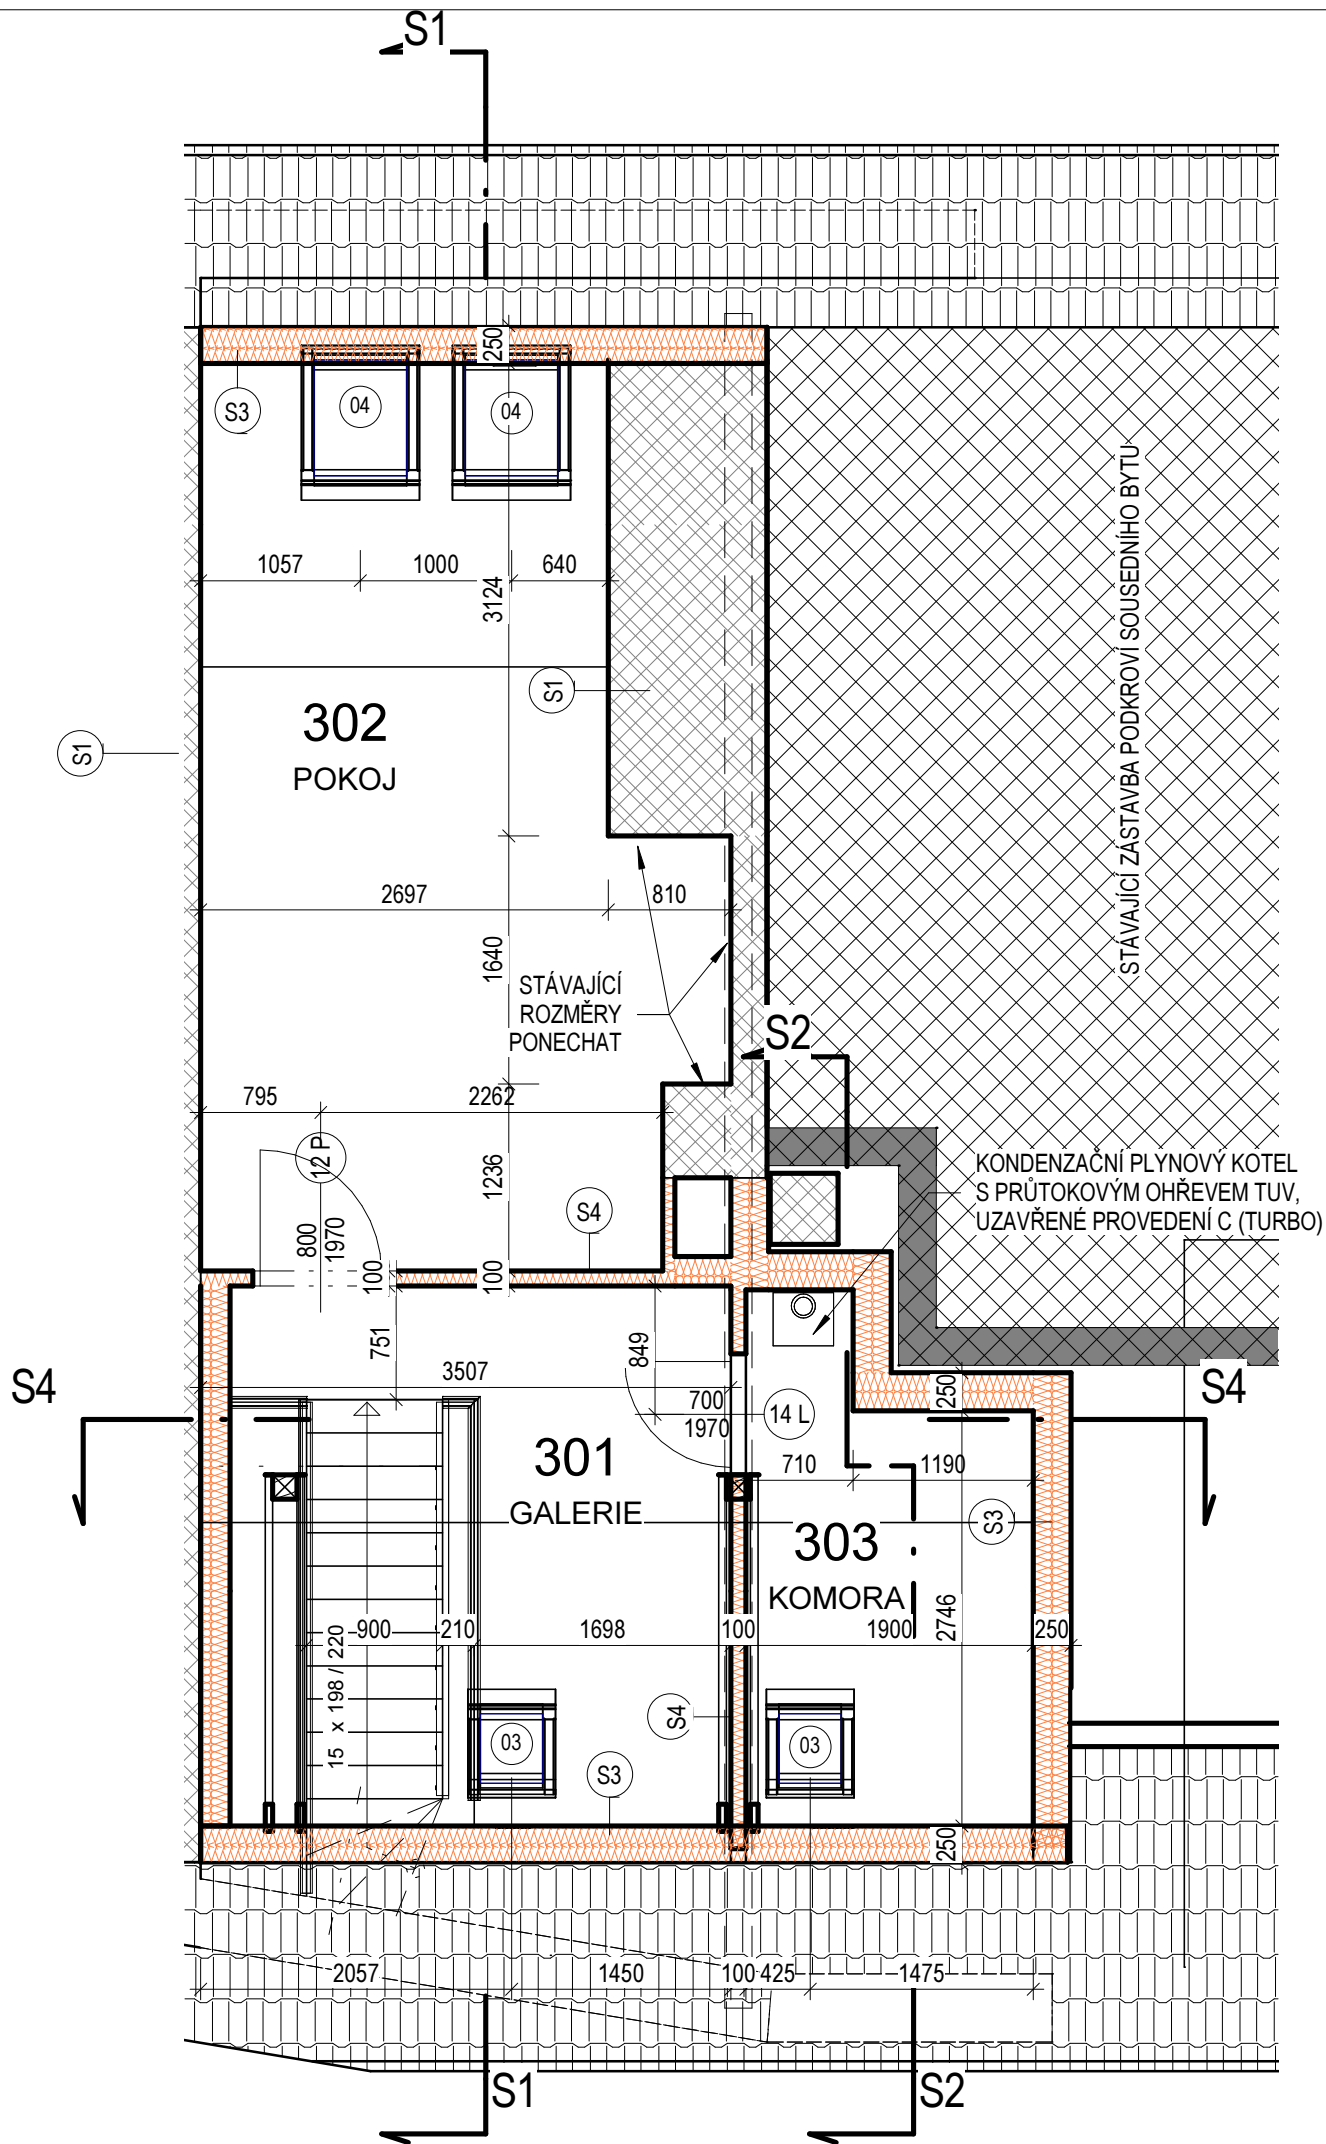 S1
250
S3
04
04
1057
1000
640
3124
STÁVAJÍCÍ ZÁSTAVBA PODKROVÍ SOUSEDNÍHO BYTU
S1
302
POKOJ
S1
2697
810
1640
STÁVAJÍCÍ
ROZMĚRY
PONECHAT
S2
795
2262
12 P
1236
KONDENZAČNÍ PLYNOVÝ KOTEL
S PRŮTOKOVÝM OHŘEVEM TUV,
UZAVŘENÉ PROVEDENÍ C (TURBO)
S4
800
1970
100
100
751
849
3507
S4
250
S4
700
1970
14 L
301
GALERIE
710
1190
S3
303
KOMORA
900
210
1698
100
1900
2746
250
15 x 198 / 220
S4
03
03
S3
250
2057
1450
100
425
1475
S1
S2